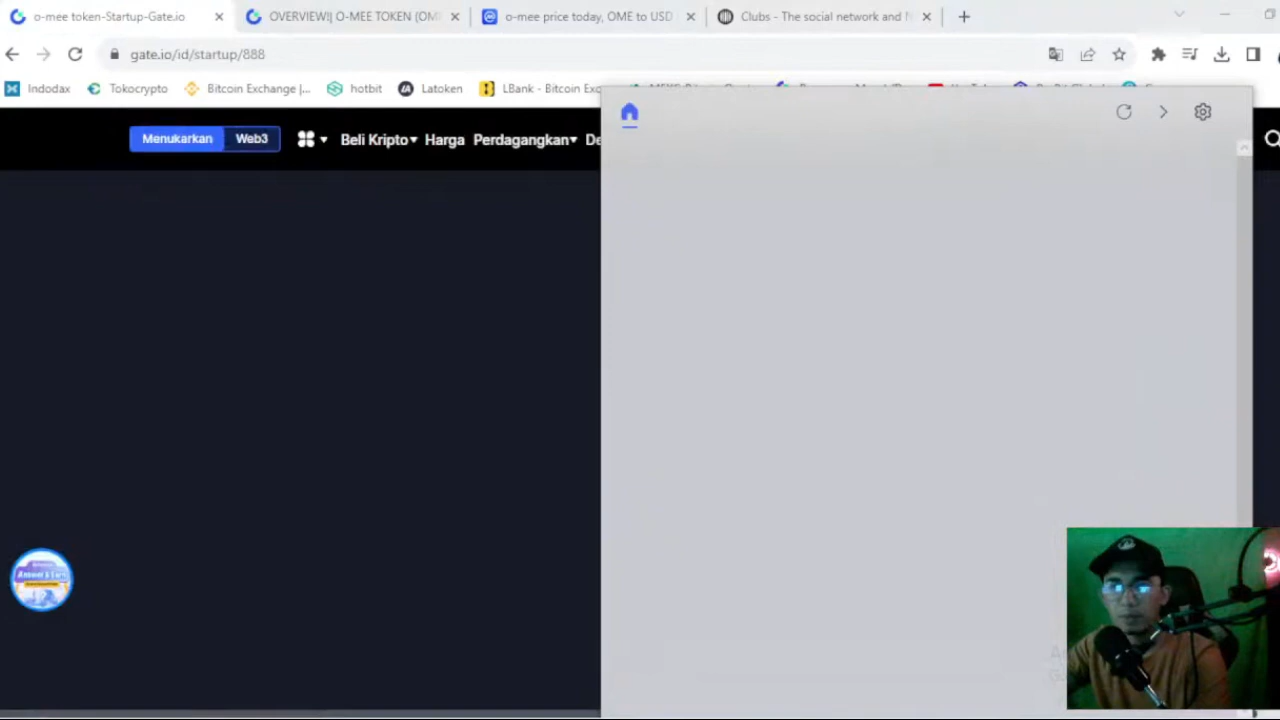 o-mee token-Startup-Gate.io
OVERVIEW| O-MEE TOKEN (OM
o-mee price today, OME to USD
Clubs - The social network and
gate.io/id/startup/888
Indodax
Tokocrypto
Bitcoin Exchange |...
hotbit
Latoken
LBank - Bitcoin Exc
Menukarkan
Web3
Beli Kripto
Harga
Perdagangkan
De